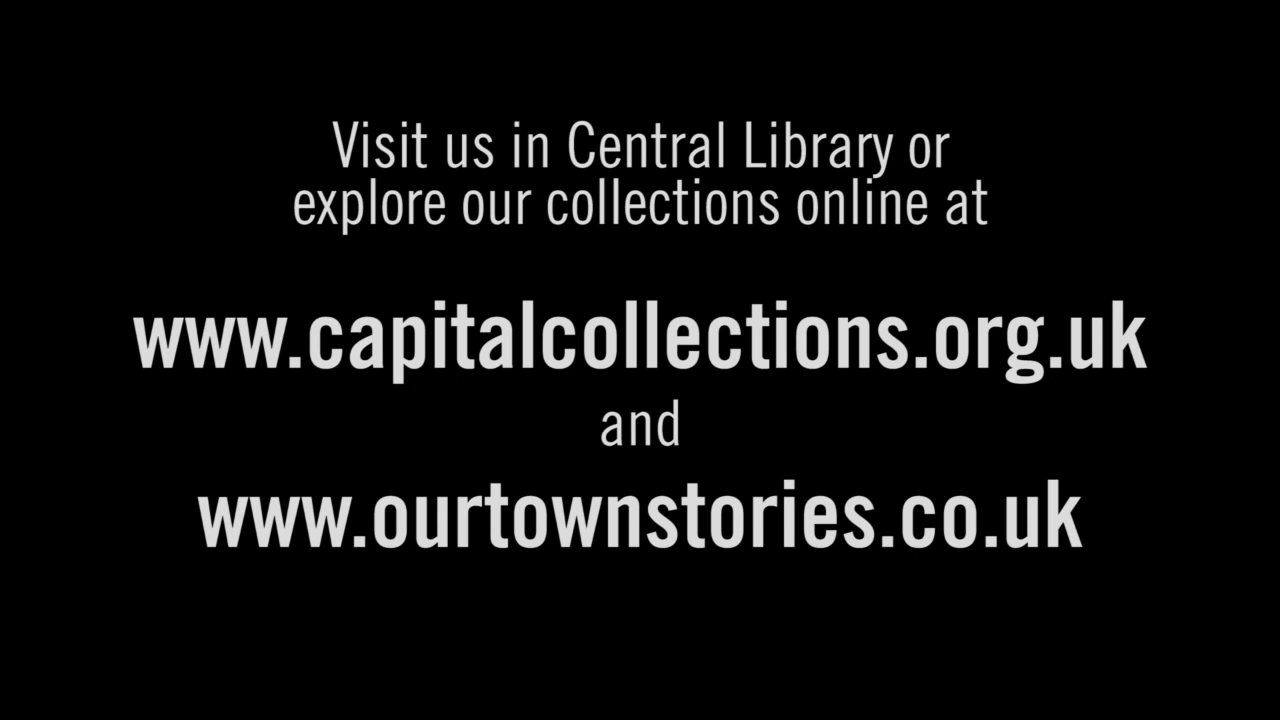 Visit us in Central Library or
explore our collections online at
www.capitalcollections.org.uk
and
www.ourtownstories.co.uk